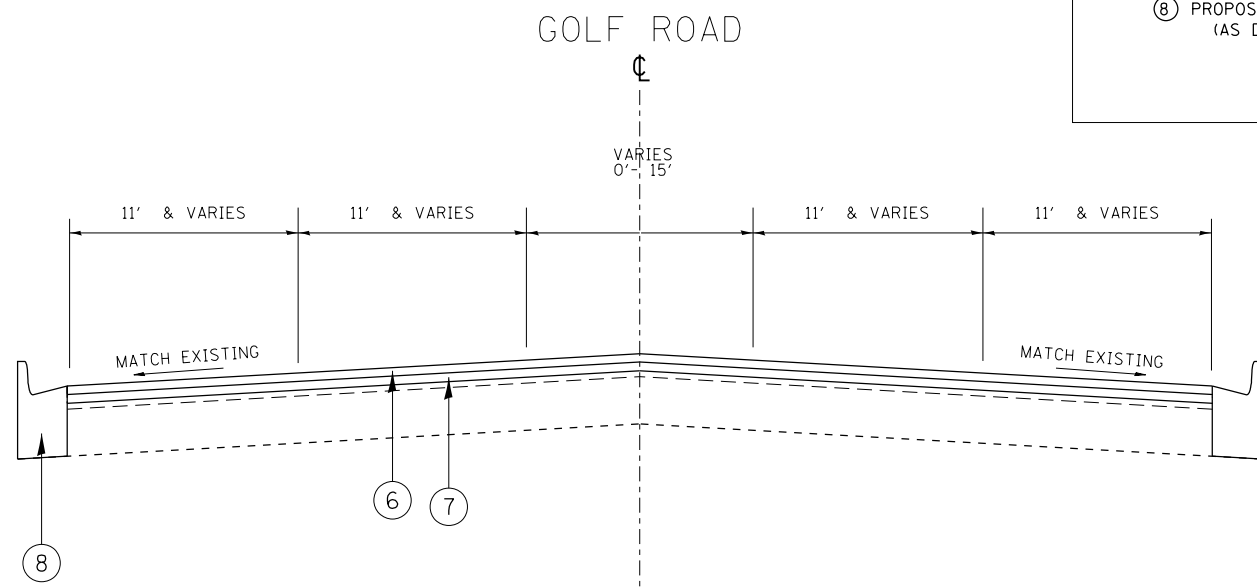 ⑧ PROPOS
(AS D
GOLF ROAD
℄
VARIES
0'- 15'
11' & VARIES
11' & VARIES
11' & VARIES
11' & VARIES
MATCH EXISTING
MATCH EXISTING
6
7
8